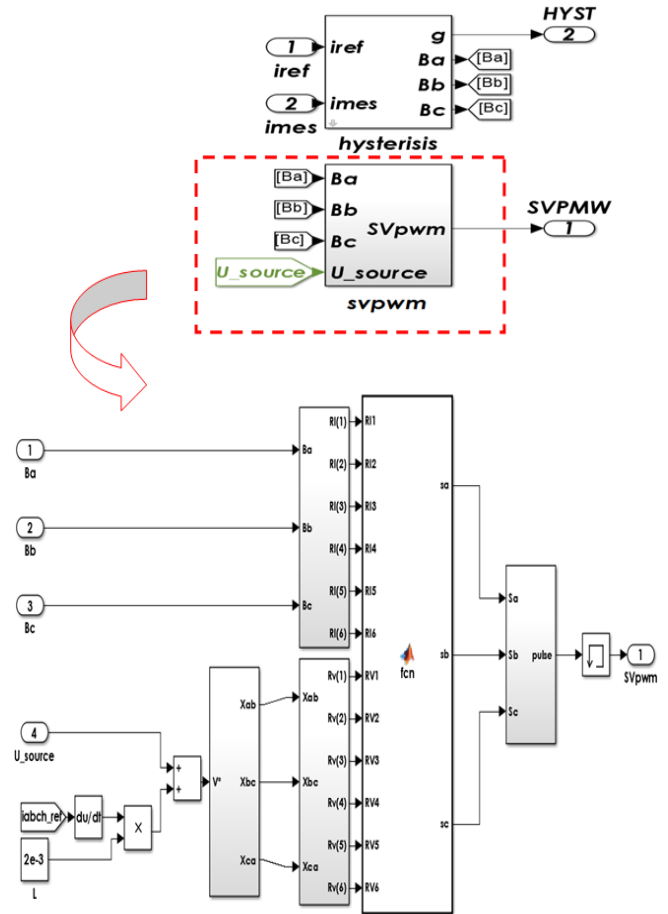 HYST
g
2
1
iref
Ba
[Ba]
iref
Bb
[Bb]
2
imes
Bc
[Bc]
imes
hysterisis
[Ba]
Ba
[Bb]
Bb
SVPMW
SVpwm
1
[Bc]
Bc
U_source
U_source
svpwm
RI(1)
RI1
1
Ba
Ba
RI(2)
RI2
sa
RI(3)
RI3
2
Bb
Bb
RI(4)
RI4
RI(5)
RI5
Sa
3
Bc
Bc
RI(6)
RI6
sb
Sb
pulse
1
fcn
SVpwm
Rv(1)
RV1
Xab
Xab
Rv(2)
RV2
Sc
4
U_source
Rv(3)
RV3
+
+
V*
Xbc
Xbc
Rv(4)
RV4
iabch_ref
du/dt
X
sc
Rv(5)
RV5
2e-3
Xca
Xca
L
Rv(6)
RV6